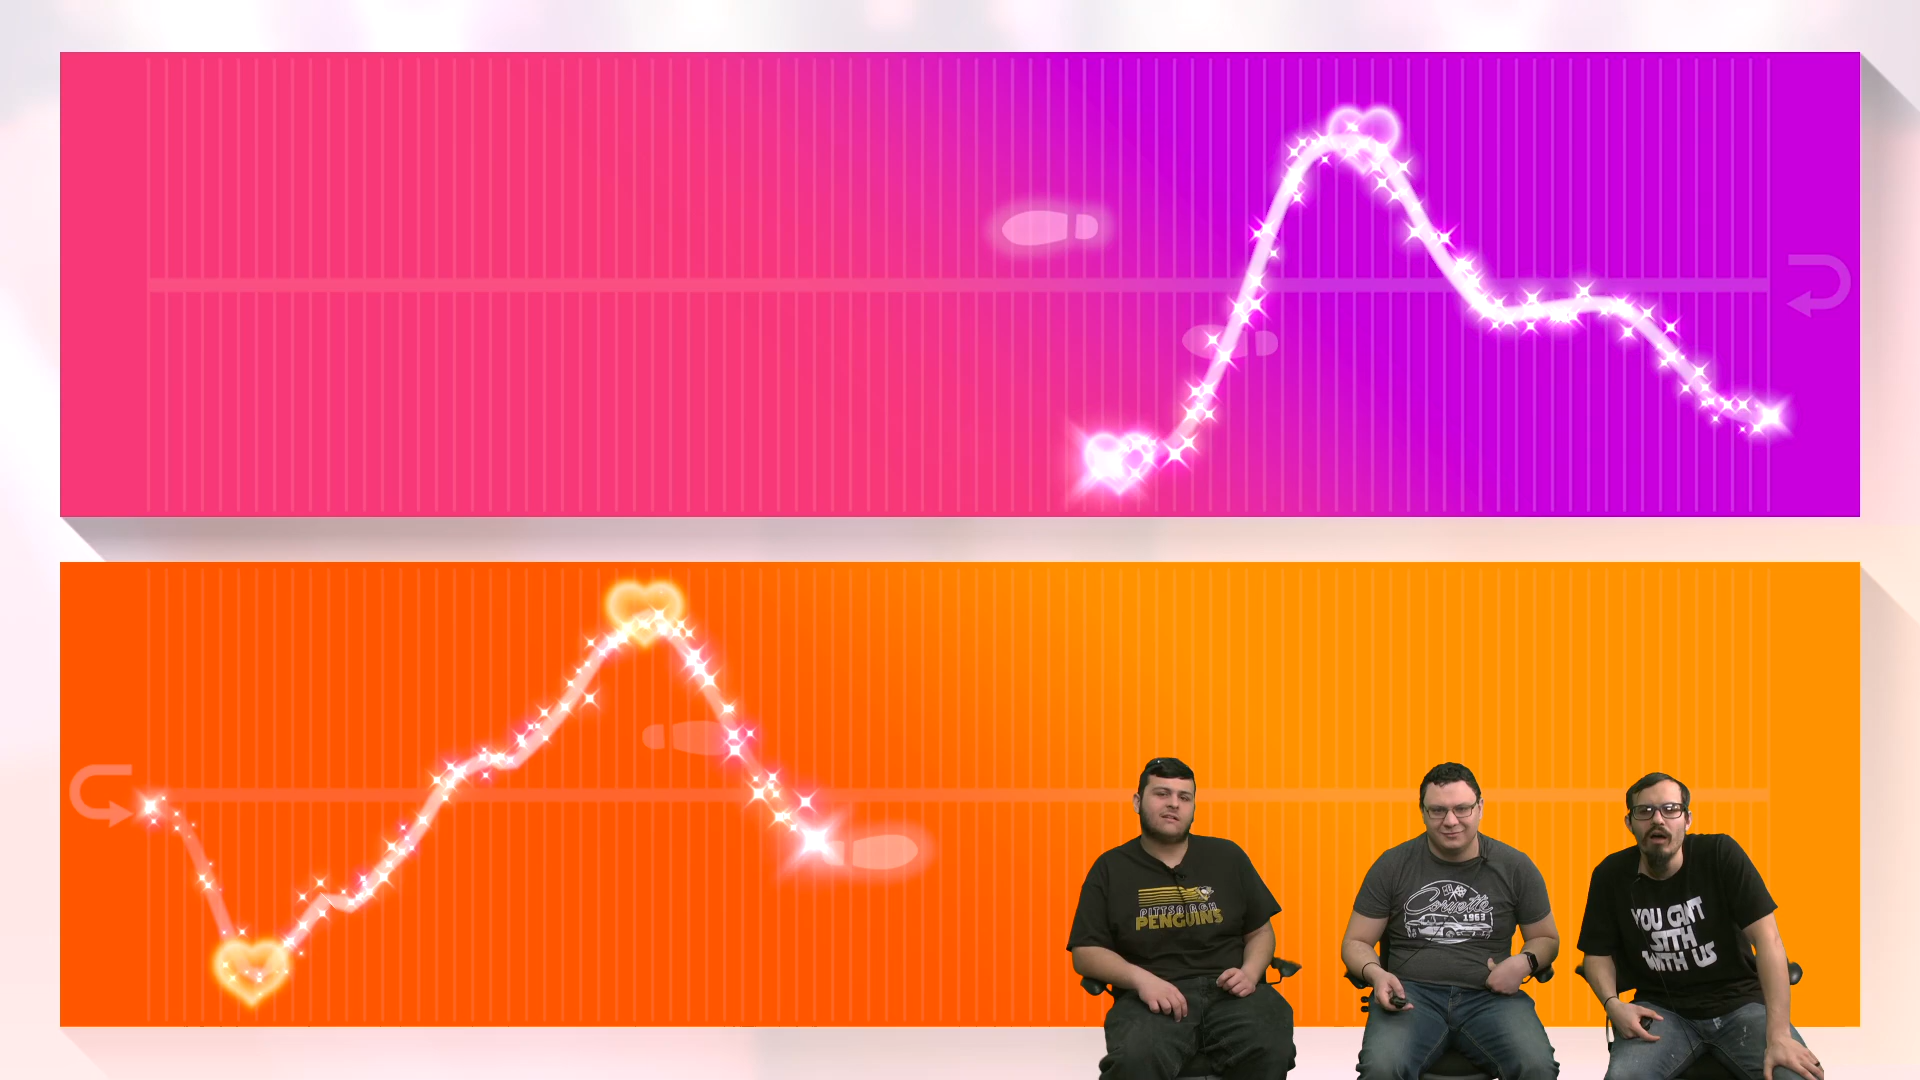 PITTSBURGH
PENGUINS
Corvette
1963
YOU CAN'T
SITH
WITH US